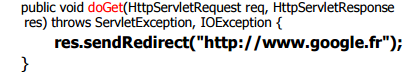 public void doGet(HttpServletRequest req, HttpServletResponse
res) throws ServletException, IOException {
res.sendRedirect("http://www.google.fr");
}